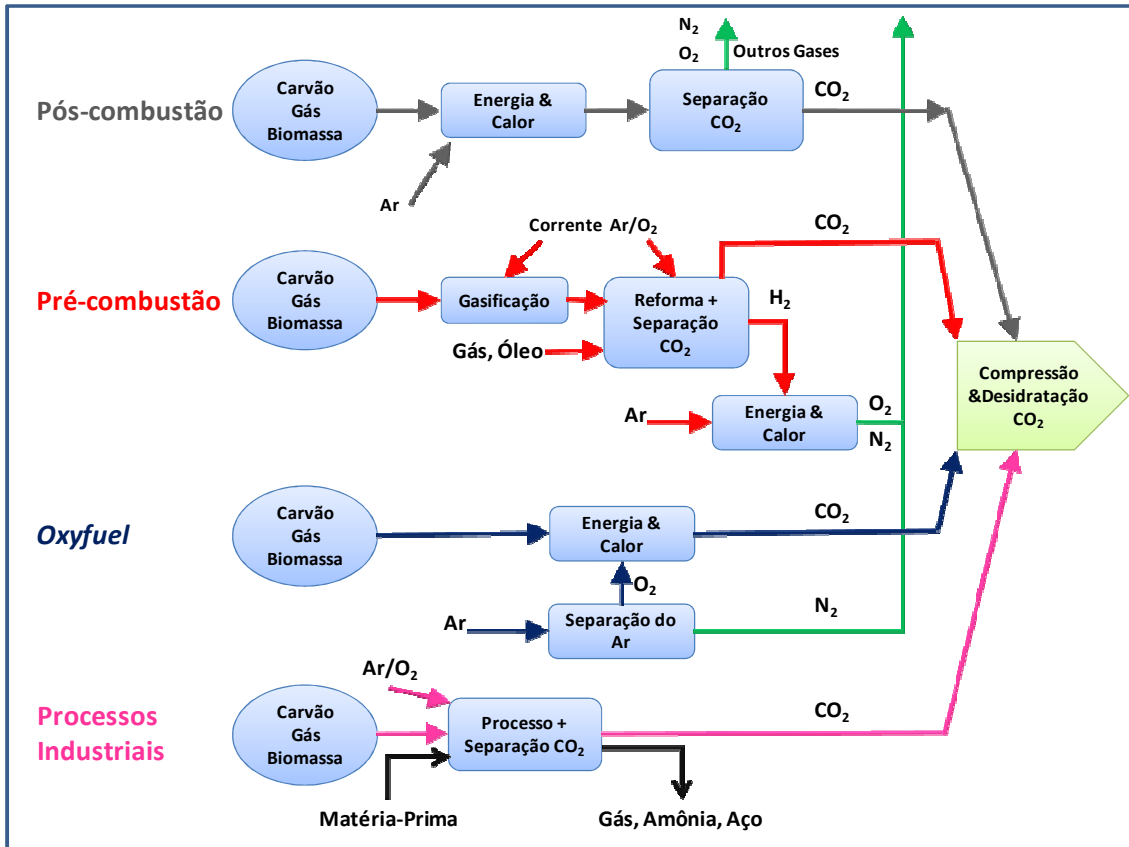 N₂
O₂
Outros Gases
Pós-combustão
Carvão
Gás
Biomassa
Energia &
Calor
Separação
CO₂
CO₂
Ar
Corrente Ar/O₂
CO₂
Pré-combustão
Carvão
Gás
Biomassa
Gasificação
Reforma +
Separação
CO₂
H₂
Gás, Óleo
Ar
Energia &
Calor
O₂
N₂
Compressão
&Desidratação
CO₂
Oxyfuel
Carvão
Gás
Biomassa
Energia &
Calor
CO₂
O₂
Ar
Separação do
Ar
N₂
Ar/O₂
Processos
Industriais
Carvão
Gás
Biomassa
Processo +
Separação CO₂
CO₂
Matéria-Prima
Gás, Amônia, Aço